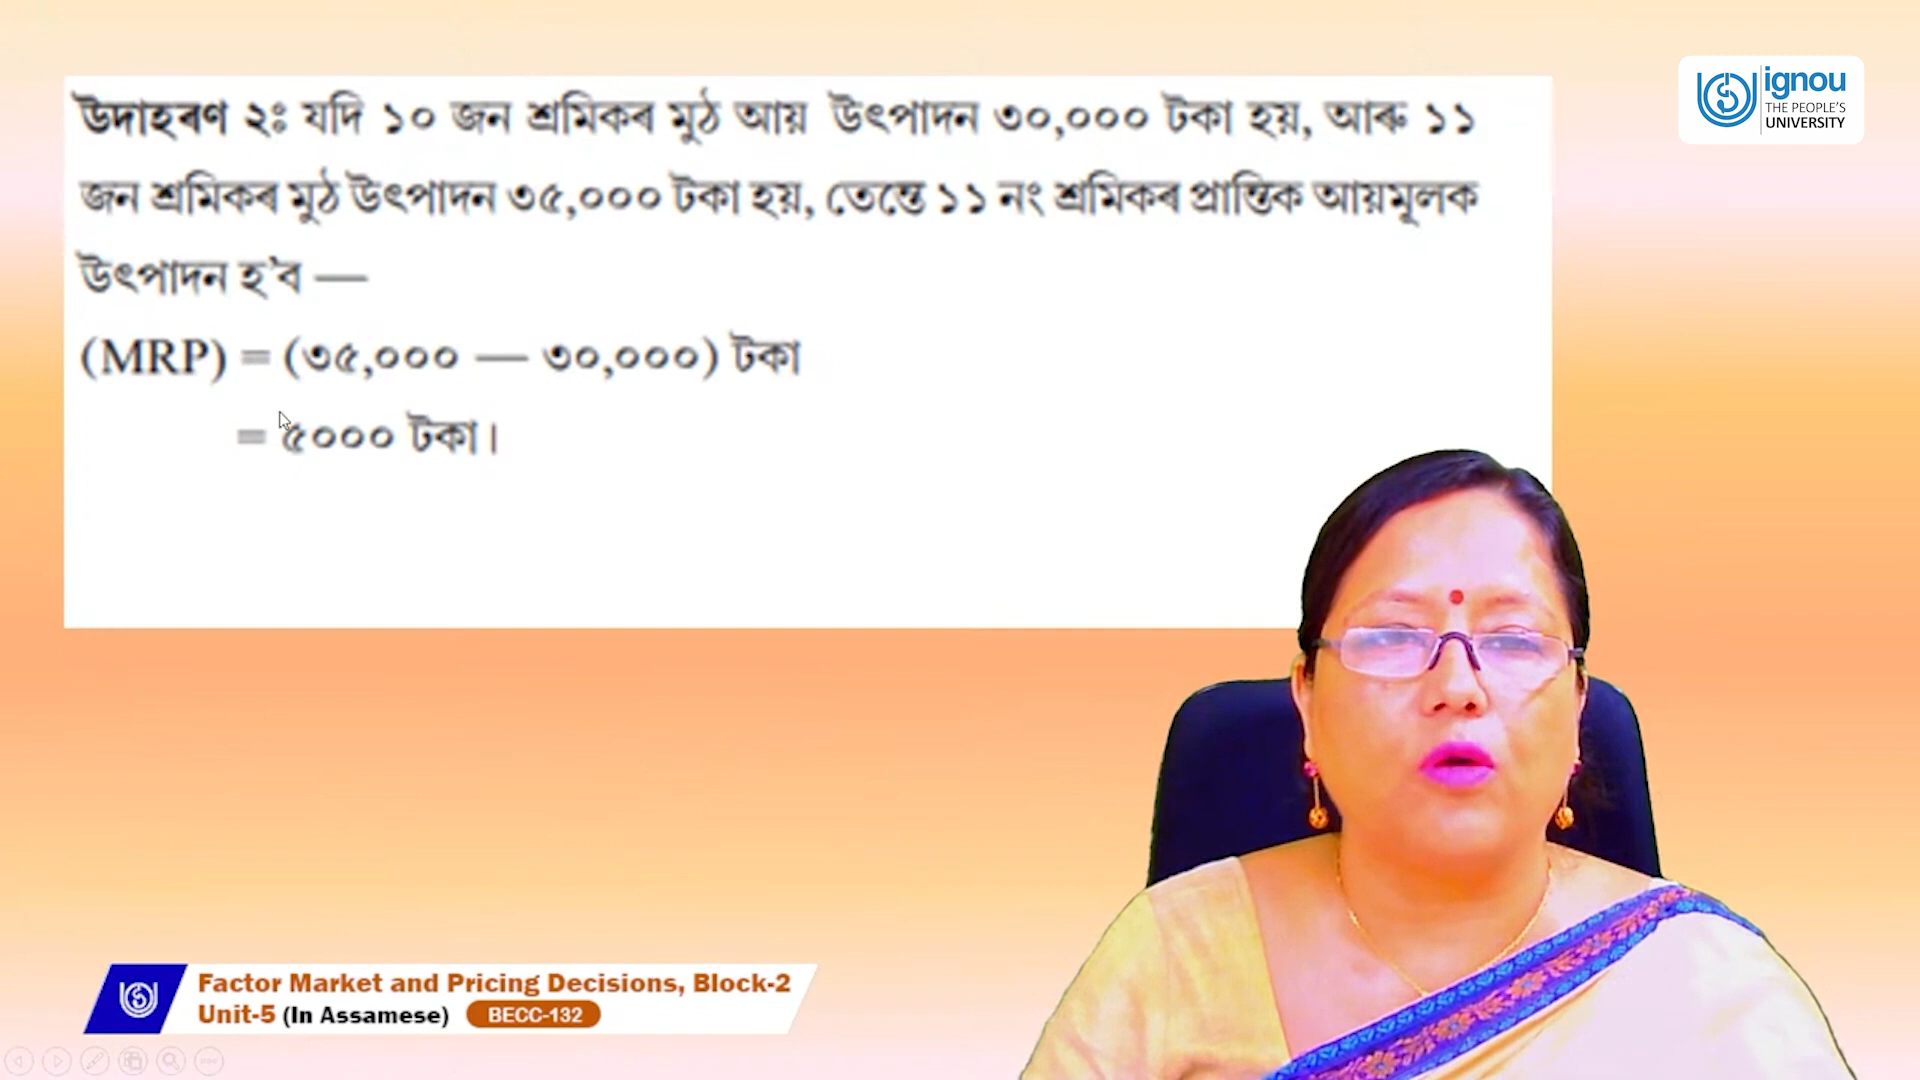 উদাহৰণ ২ঃ যদি ১০ জন শ্ৰমিকৰ মুঠ আয় উৎপাদন ৩০,০০০ টকা হয়, আৰু ১১
জন শ্ৰমিকৰ মুঠ উৎপাদন ৩৫,০০০ টকা হয়, তেন্তে ১১ নং শ্ৰমিকৰ প্ৰান্তিক আয়মূলক
উৎপাদন হ'ব —
(MRP) = (৩৫,০০০ — ৩০,০০০) টকা
= ৫০০০ টকা।
ignou
THE PEOPLE'S
UNIVERSITY
Factor Market and Pricing Decisions, Block-2
Unit-5 (In Assamese) BECC-132